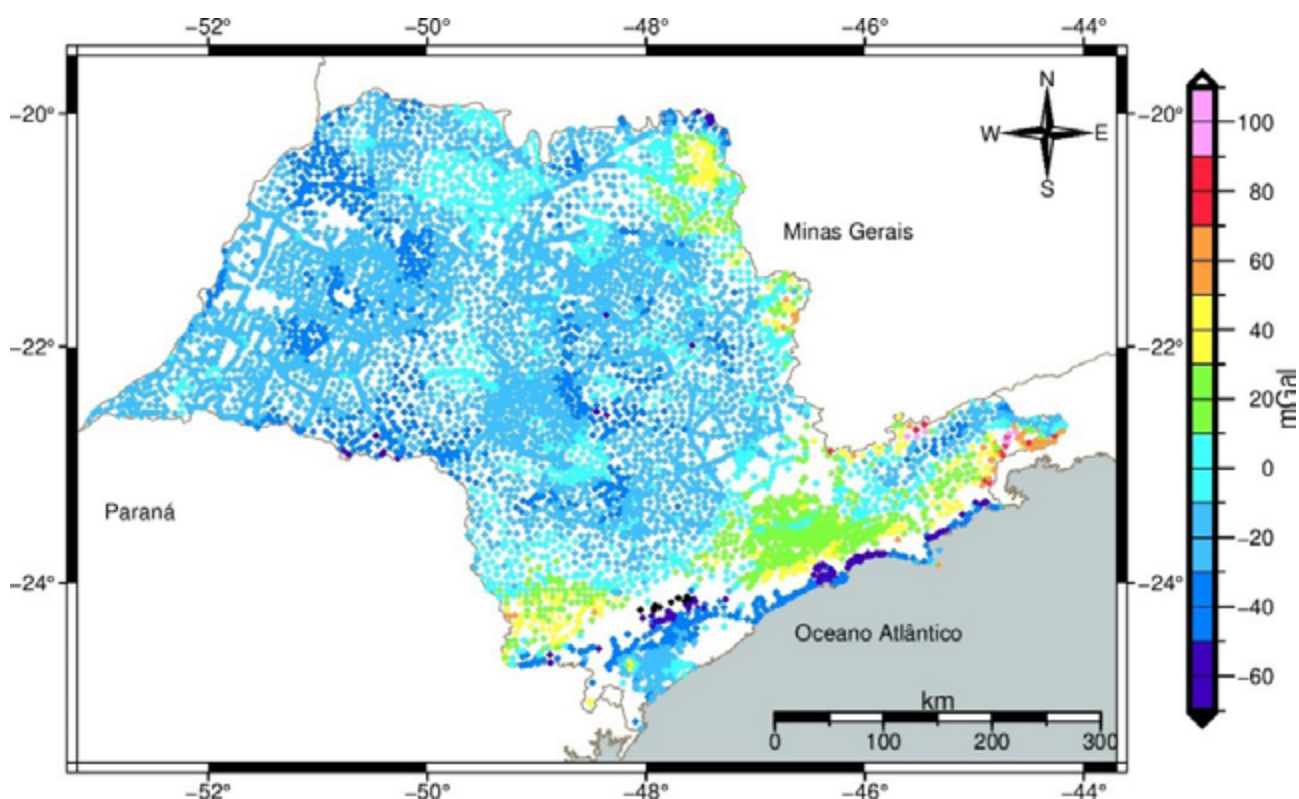 −52° −50° −48° −46° −44°
−20° −20°
N
W E
S
Minas Gerais
−22° −22°
Paraná
−24° −24°
Oceano Atlântico
km
0 100 200 300
−52° −50° −48° −46° −44°
100
80
60
40
20
0
−20
−40
−60
mGal